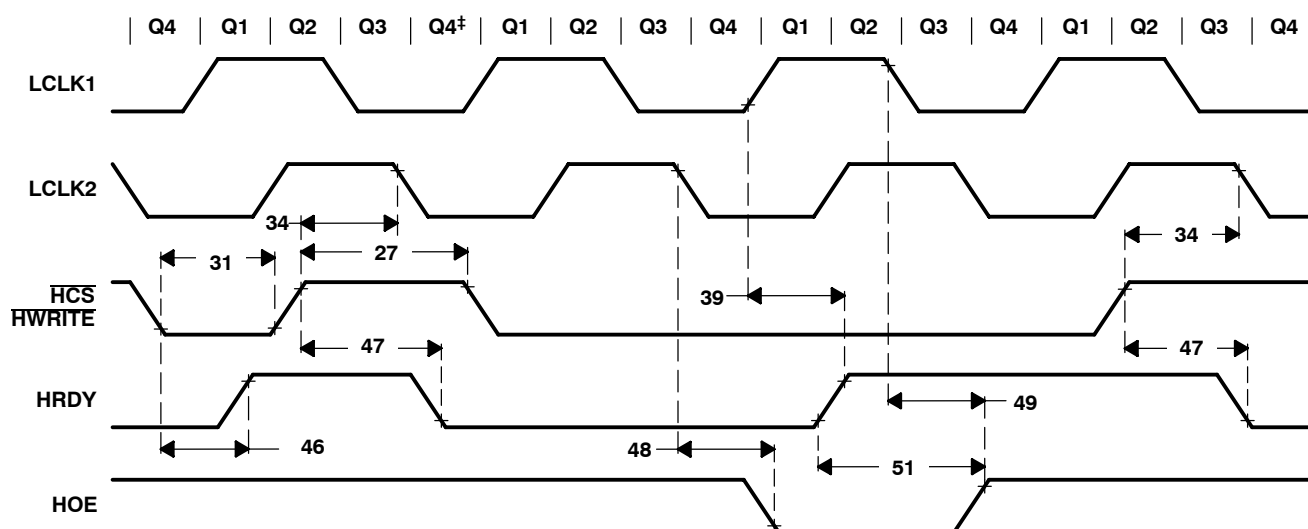 Q4 Q1 Q2 Q3 Q4‡ Q1 Q2 Q3 Q4 Q1 Q2 Q3 Q4 Q1 Q2 Q3 Q4
LCLK1
LCLK2
34
31
27
34
HCS
HWRITE
39
47
47
HRDY
49
46
48
51
HOE